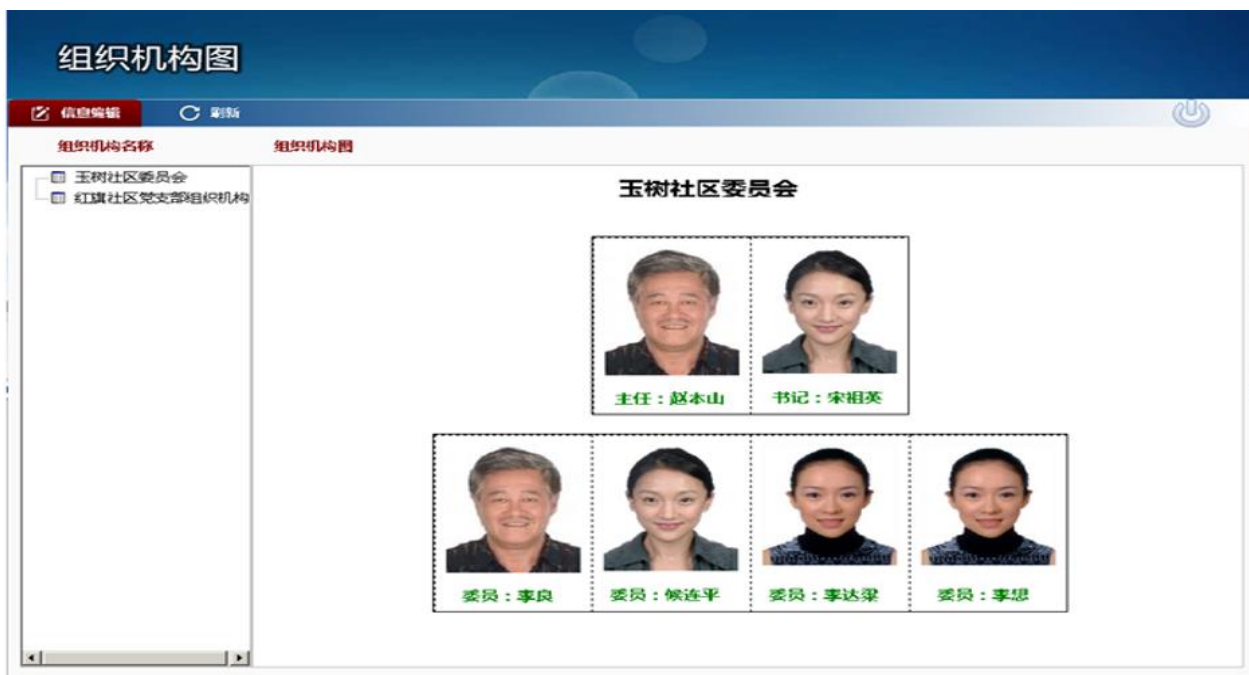 组织机构图
信息编辑 刷新
组织机构名称 组织机构图
玉树社区委员会
红旗社区党支部组织机构
玉树社区委员会
主任：赵本山 书记：宋祖英
委员：李良 委员：候连平 委员：李达梁 委员：李思